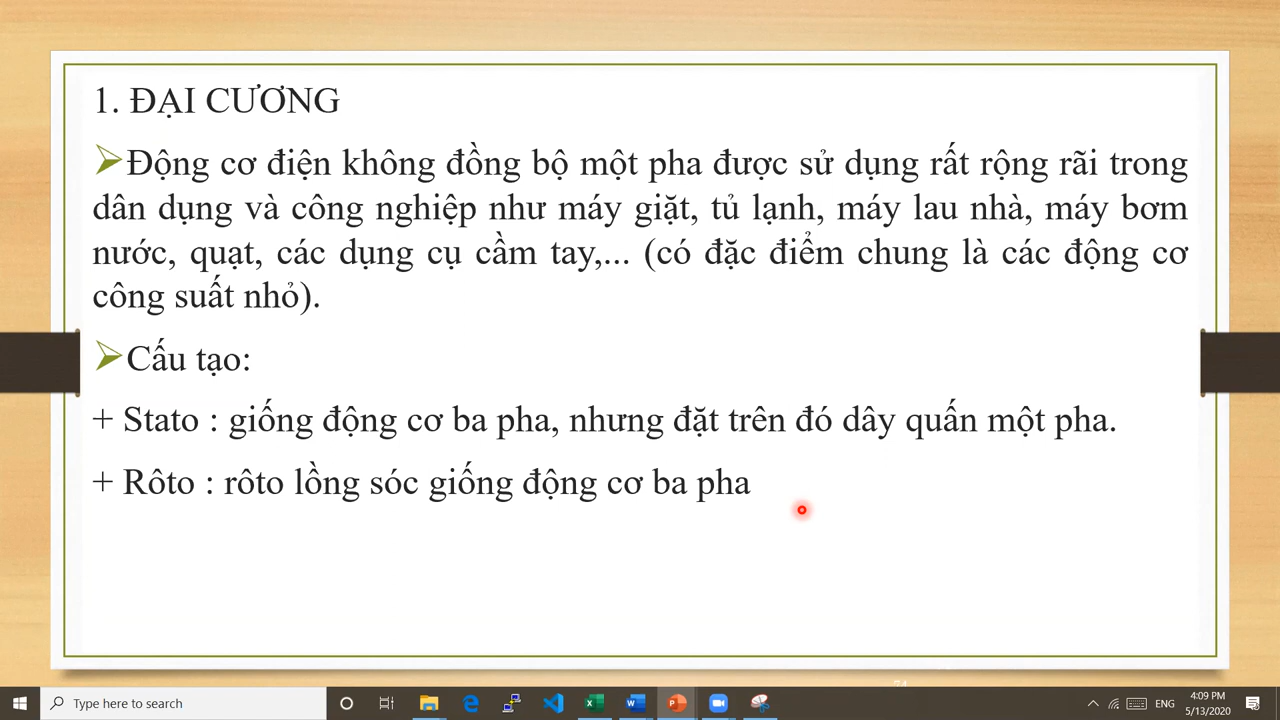 1. ĐẠI CƯƠNG
Động cơ điện không đồng bộ một pha được sử dụng rất rộng rãi trong
dân dụng và công nghiệp như máy giặt, tủ lạnh, máy lau nhà, máy bơm
nước, quạt, các dụng cụ cầm tay,... (có đặc điểm chung là các động cơ
công suất nhỏ).
Cấu tạo:
+ Stato : giống động cơ ba pha, nhưng đặt trên đó dây quấn một pha.
+ Rôto : rôto lồng sóc giống động cơ ba pha
Type here to search
ENG
4:09 PM
5/13/2020